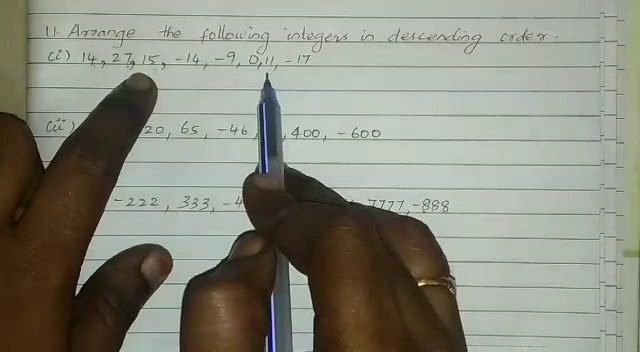 11. Arrange the following integers in descending order.
(i) 14, 27, 15, -14, -9, 0, 11, -17
(ii) 20, 65, -46, 400, -600
-222, 333, -4 7777, -888